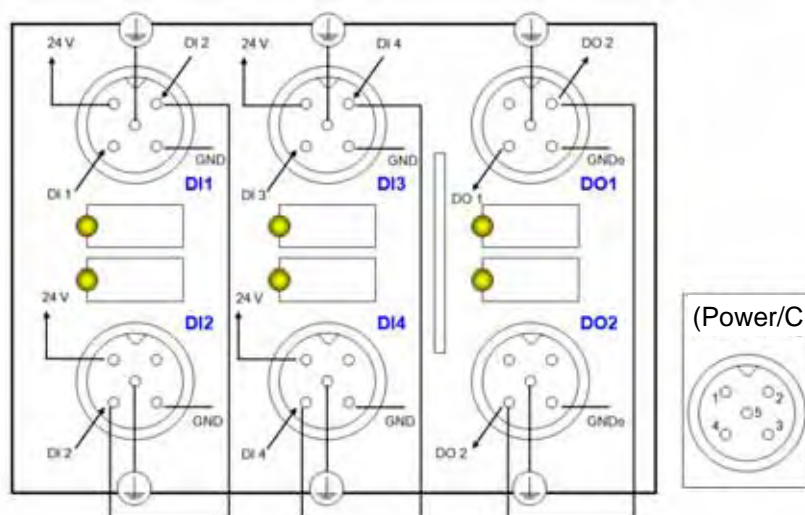 24 V
DI 2
24 V
DI 4
DO 2
GND
GND
GNDo
DI 1
DI1
DI 3
DI3
DO 1
DO1
24 V
24 V
DI2
DI4
DO2
(Power/C
1
2
5
4
3
GND
GND
GNDo
DI 2
DI 4
DO 2